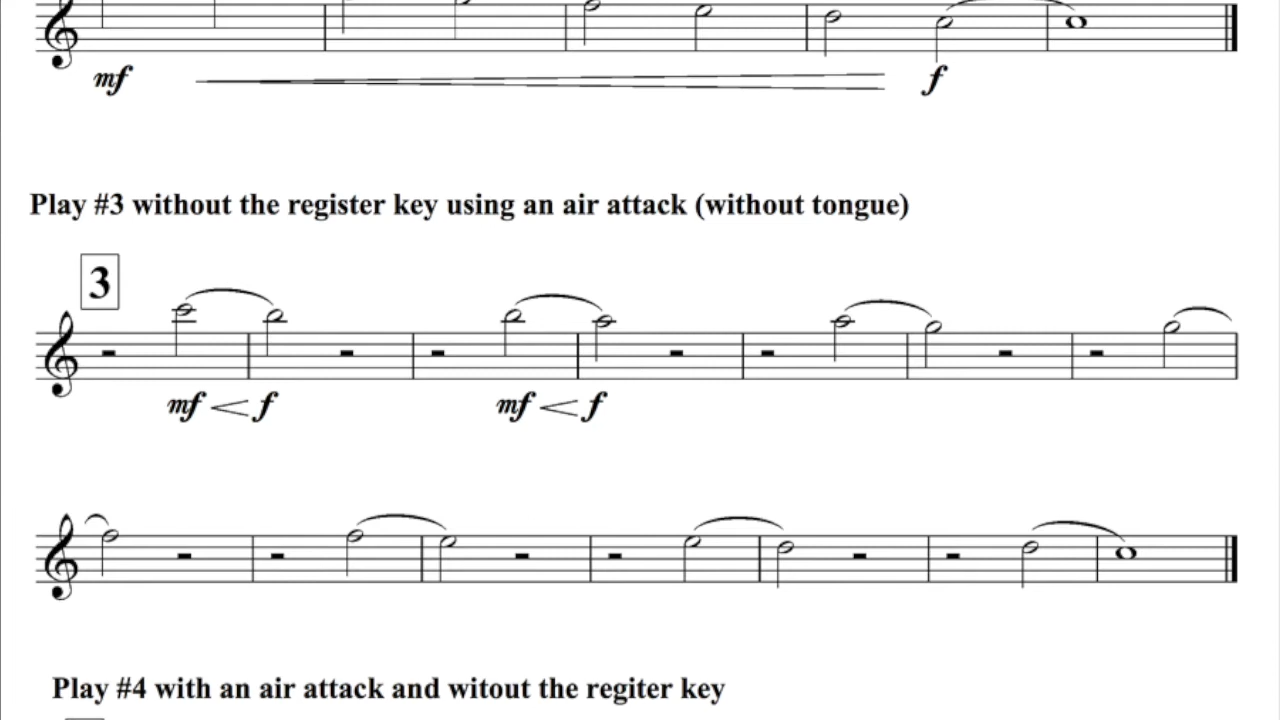 mf f
Play #3 without the register key using an air attack (without tongue)
3
mf f mf f
Play #4 with an air attack and witout the regiter key